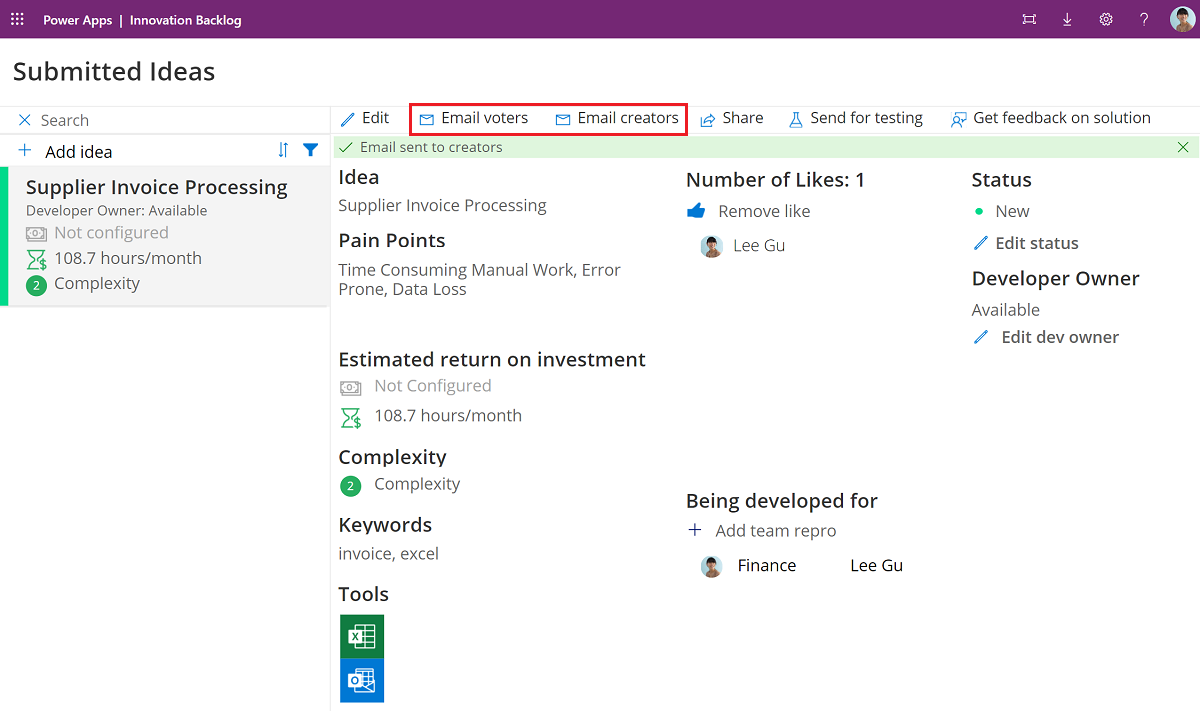 Power Apps | Innovation Backlog
?
Submitted Ideas
Search
Add idea
Supplier Invoice Processing
Developer Owner: Available
Not configured
108.7 hours/month
2 Complexity
Edit
Email voters
Email creators
Share
Send for testing
Get feedback on solution
Email sent to creators
Idea
Supplier Invoice Processing
Pain Points
Time Consuming Manual Work, Error
Prone, Data Loss
Estimated return on investment
Not Configured
108.7 hours/month
Complexity
2 Complexity
Keywords
invoice, excel
Tools
Number of Likes: 1
Remove like
Lee Gu
Being developed for
Add team repro
Finance Lee Gu
Status
New
Edit status
Developer Owner
Available
Edit dev owner